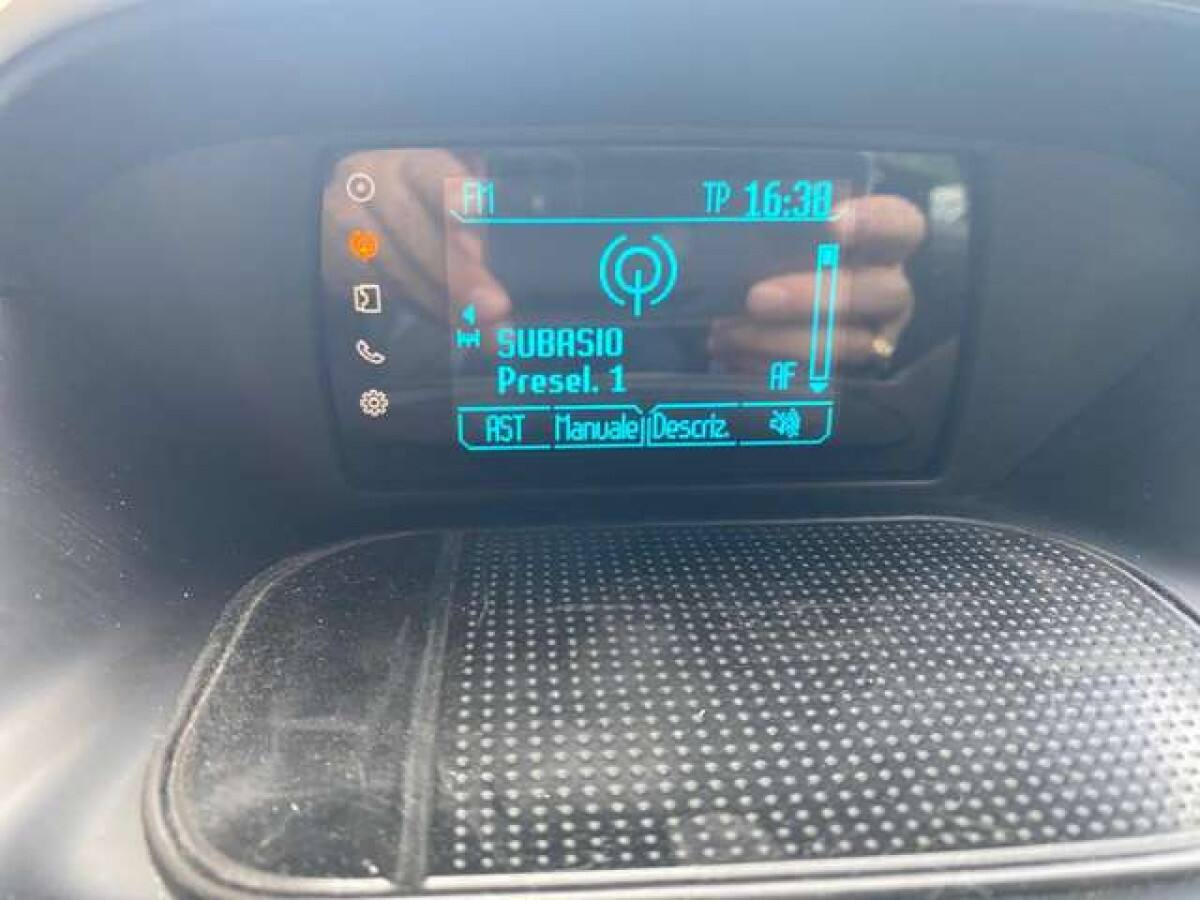 FM TP 16:38
SUBASIO
Presel. 1 AF
AST Manuale Descriz.